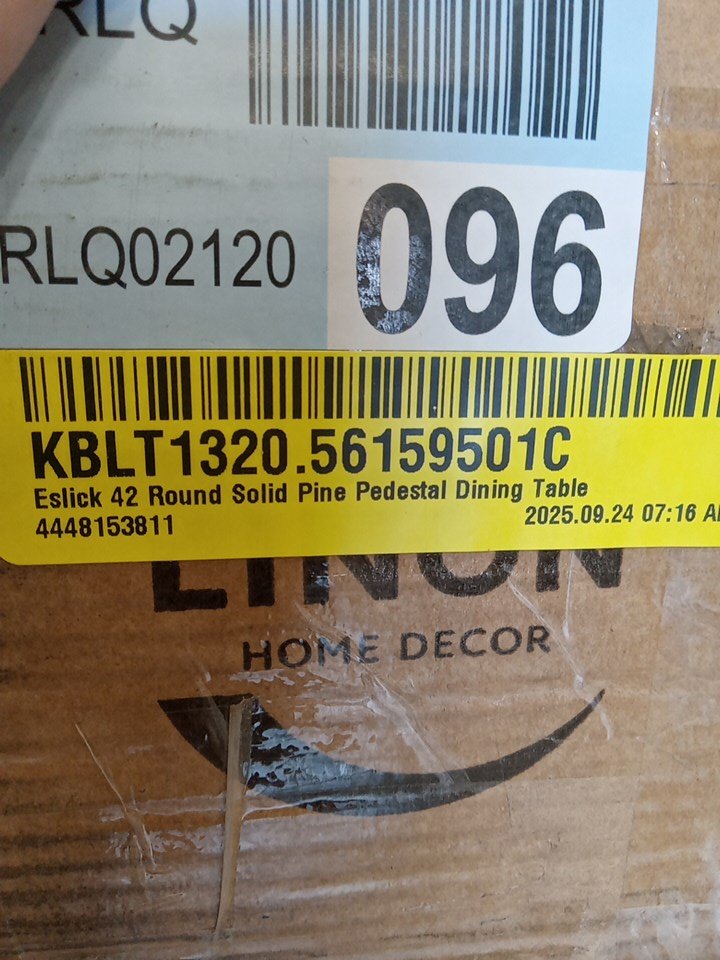 RLQ
RLQ02120
096
KBLT1320.56159501C
Eslick 42 Round Solid Pine Pedestal Dining Table
4448153811
2025.09.24 07:16 A
LINON
HOME DECOR